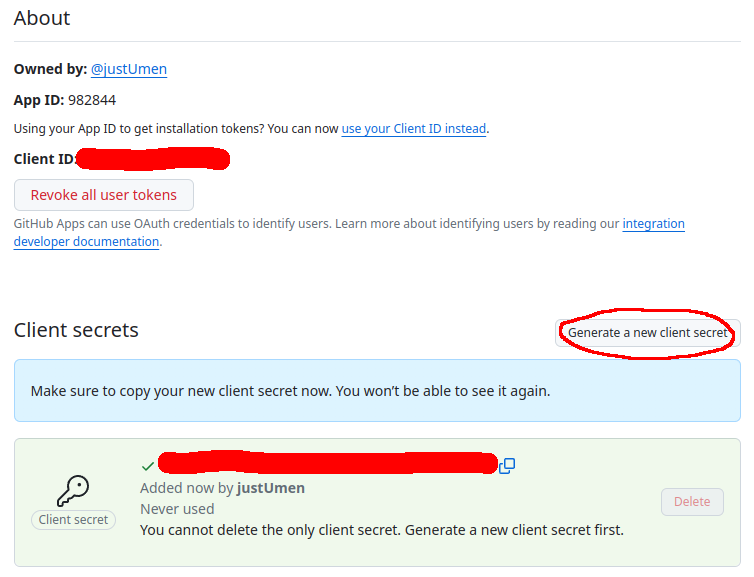 About
Owned by: @justUmen
App ID: 982844
Using your App ID to get installation tokens? You can now use your Client ID instead.
Client ID:
Revoke all user tokens
GitHub Apps can use OAuth credentials to identify users. Learn more about identifying users by reading our integration
developer documentation.
Client secrets
Generate a new client secret
Make sure to copy your new client secret now. You won’t be able to see it again.
Added now by justUmen
Never used
Client secret
You cannot delete the only client secret. Generate a new client secret first.
Delete